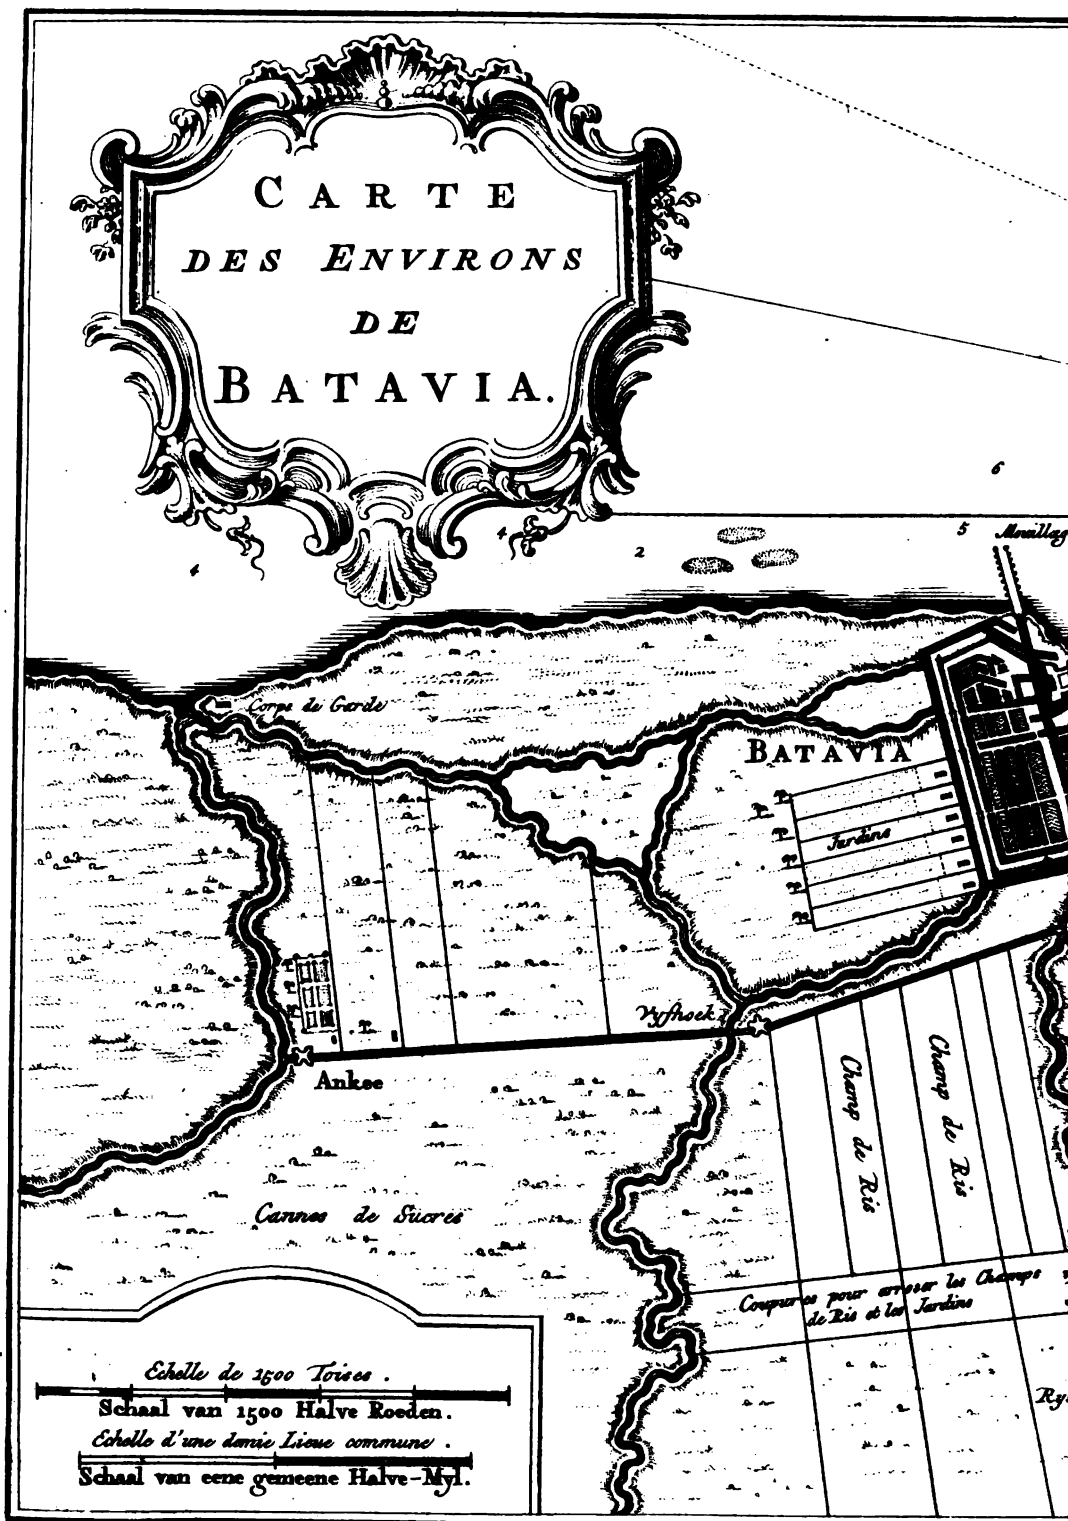 CARTE
DES ENVIRONS
DE
BATAVIA.
6
5
4
2
4
Corps de Garde
BATAVIA
Jardins
Vyfhoek
Ankee
Champ de Ris
Champ de Ris
Cannes de Sucres
Coupures pour arroser les Champs
de Ris et les Jardins
Echelle de 1500 Toises.
Schaal van 1500 Halve Roeden.
Echelle d'une demie Lieue commune.
Schaal van eene gemeene Halve-Myl.